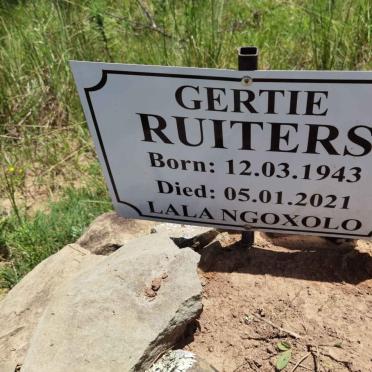 GERTIE
RUITERS
Born: 12.03.1943
Died: 05.01.2021
LALA NGOXOLO